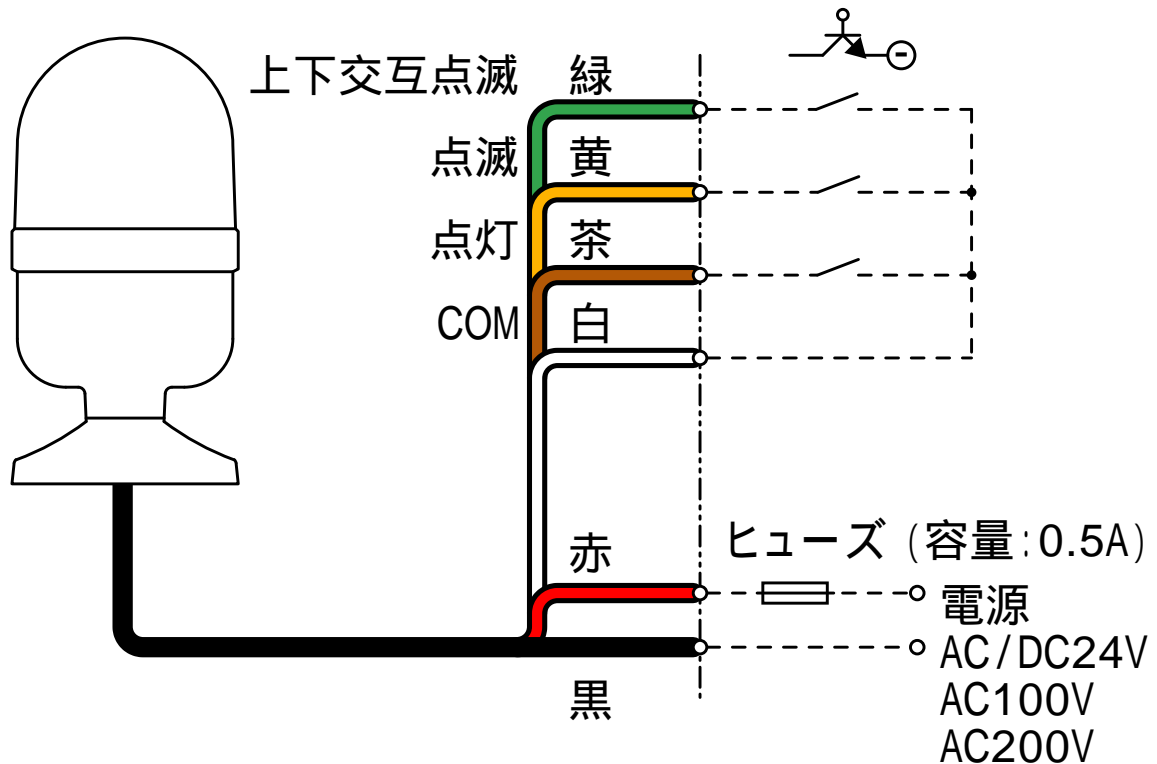 上下交互点滅 緑
点滅 黄
点灯 茶
COM 白
赤 ヒューズ (容量:0.5A)
電源
AC/DC24V
黒 AC100V
AC200V